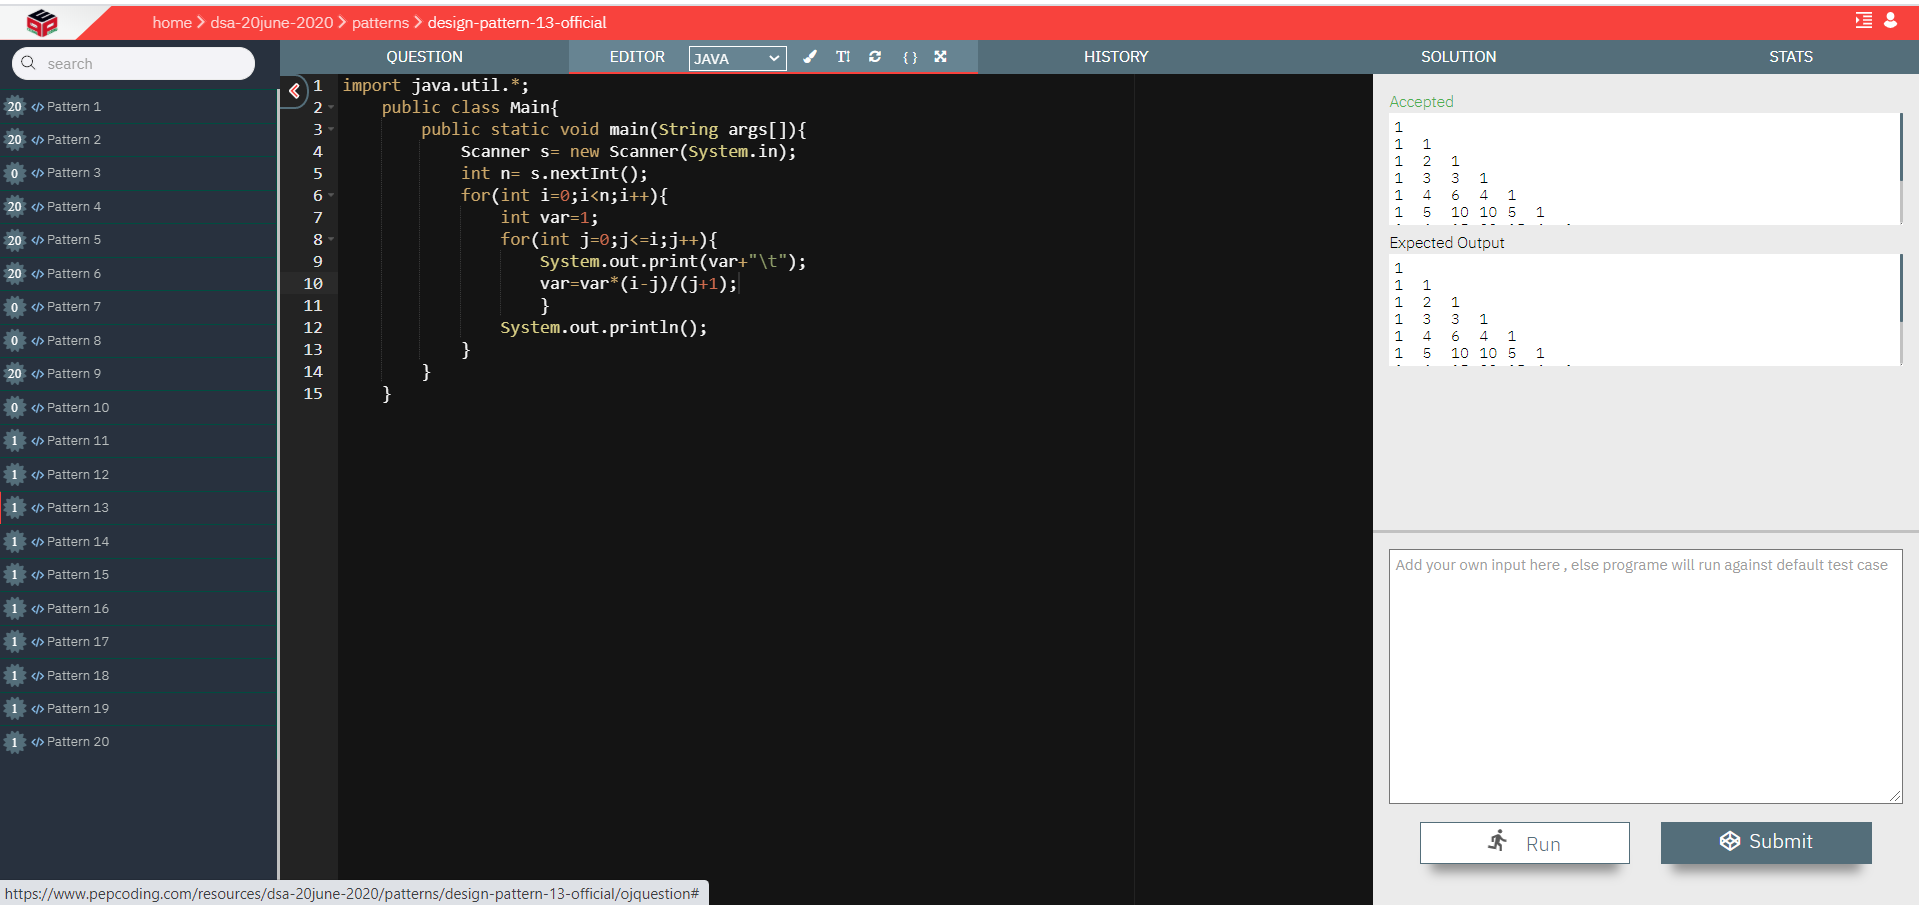 home > dsa-20june-2020 > patterns > design-pattern-13-official
search
20 </> Pattern 1
20 </> Pattern 2
0 </> Pattern 3
20 </> Pattern 4
20 </> Pattern 5
20 </> Pattern 6
0 </> Pattern 7
0 </> Pattern 8
20 </> Pattern 9
0 </> Pattern 10
1 </> Pattern 11
1 </> Pattern 12
1 </> Pattern 13
1 </> Pattern 14
1 </> Pattern 15
1 </> Pattern 16
1 </> Pattern 17
1 </> Pattern 18
1 </> Pattern 19
1 </> Pattern 20
QUESTION EDITOR JAVA { } HISTORY SOLUTION STATS
1 import java.util.*;
2 public class Main{
3 public static void main(String args[]){
4 Scanner s= new Scanner(System.in);
5 int n= s.nextInt();
6 for(int i=0;i<n;i++){
7 int var=1;
8 for(int j=0;j<=i;j++){
9 System.out.print(var+"\t");
10 var=var*(i-j)/(j+1);
11 }
12 System.out.println();
13 }
14 }
15 }
Accepted
1
1 1
1 2 1
1 3 3 1
1 4 6 4 1
1 5 10 10 5 1
Expected Output
1
1 1
1 2 1
1 3 3 1
1 4 6 4 1
1 5 10 10 5 1
Add your own input here , else programe will run against default test case
Run
Submit
https://www.pepcoding.com/resources/dsa-20june-2020/patterns/design-pattern-13-official/ojquestion#